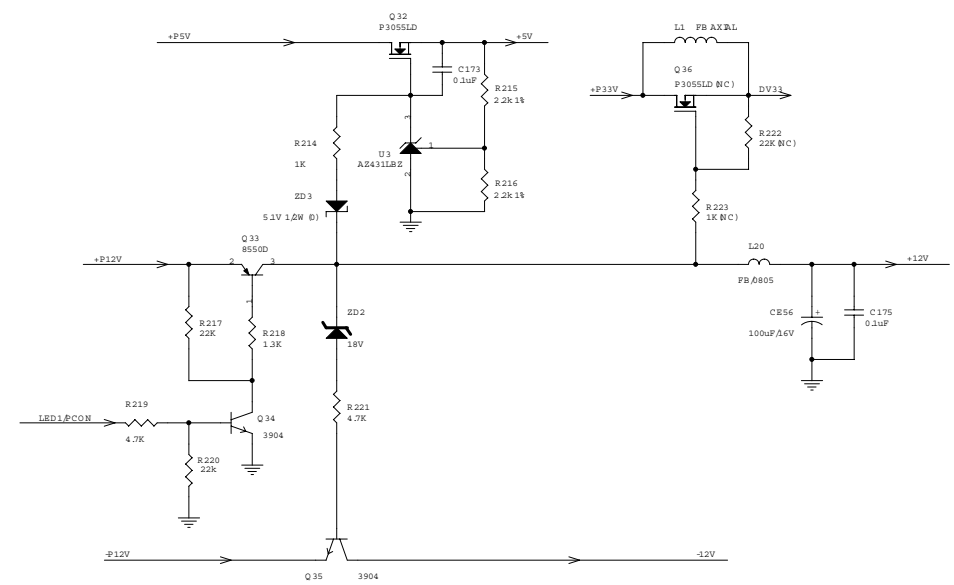 Q32
P3055LD
+P5V
+5V
C173
0.1uF
R215
2.2k 1%
3
R214
1K
U3
AZ431LBZ
1
2
R216
2.2k 1%
ZD3
5.1V 1/2W (0)
L1 FB AXIAL
Q36
P3055LD(NC)
+P33V
DV33
R222
22K(NC)
R223
1K(NC)
Q33
8550D
+P12V
2
3
1
L20
FB/0805
+12V
R217
22K
R218
1.3K
ZD2
18V
CE56
+
100uF/16V
C175
0.1uF
R219
LED1/PCON
4.7K
Q34
3904
R221
4.7K
R220
22k
-P12V
-12V
Q35
3904